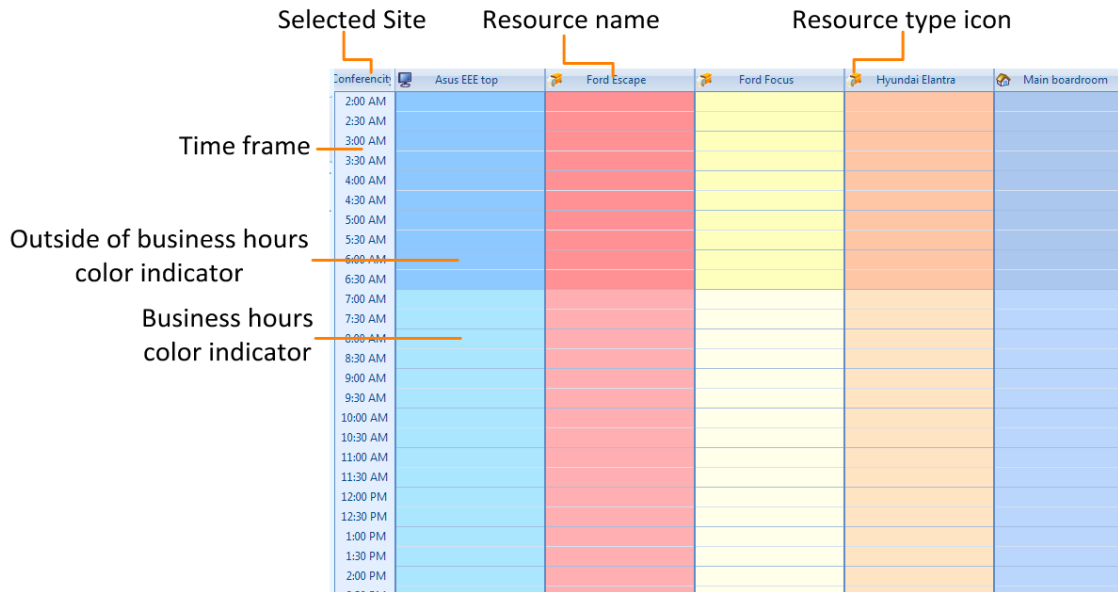 Selected Site
Resource name
Resource type icon
Conferencity
Asus EEE top
Ford Escape
Ford Focus
Hyundai Elantra
Main boardroom
2:00 AM
2:30 AM
Time frame
3:00 AM
3:30 AM
4:00 AM
4:30 AM
5:00 AM
Outside of business hours
color indicator
5:30 AM
6:00 AM
6:30 AM
Business hours
color indicator
7:00 AM
7:30 AM
8:00 AM
8:30 AM
9:00 AM
9:30 AM
10:00 AM
10:30 AM
11:00 AM
11:30 AM
12:00 PM
12:30 PM
1:00 PM
1:30 PM
2:00 PM